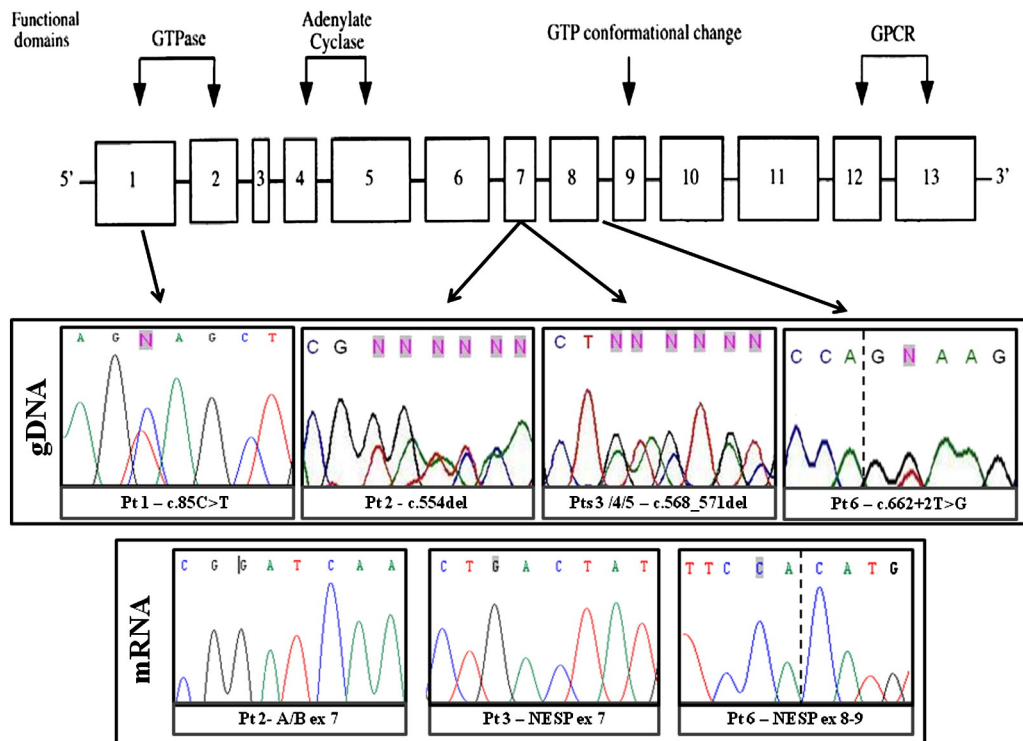 Functional
domains
GTPase
Adenylate
Cyclase
GTP conformational change
GPCR
5’ 1 2 3 4 5 6 7 8 9 10 11 12 13 3’
gDNA
A G N A G C T
Pt 1 – c.85C>T
C G N N N N N N
Pt 2 - c.554del
C T N N N N N N
Pts 3 /4/5 – c.568_571del
C C A G N A A G
Pt 6 – c.662+2T>G
mRNA
C G G A T C A A
Pt 2- A/B ex 7
C T G A C T A T
Pt 3 – NESP ex 7
T T C C A C A T G
Pt 6 – NESP ex 8-9